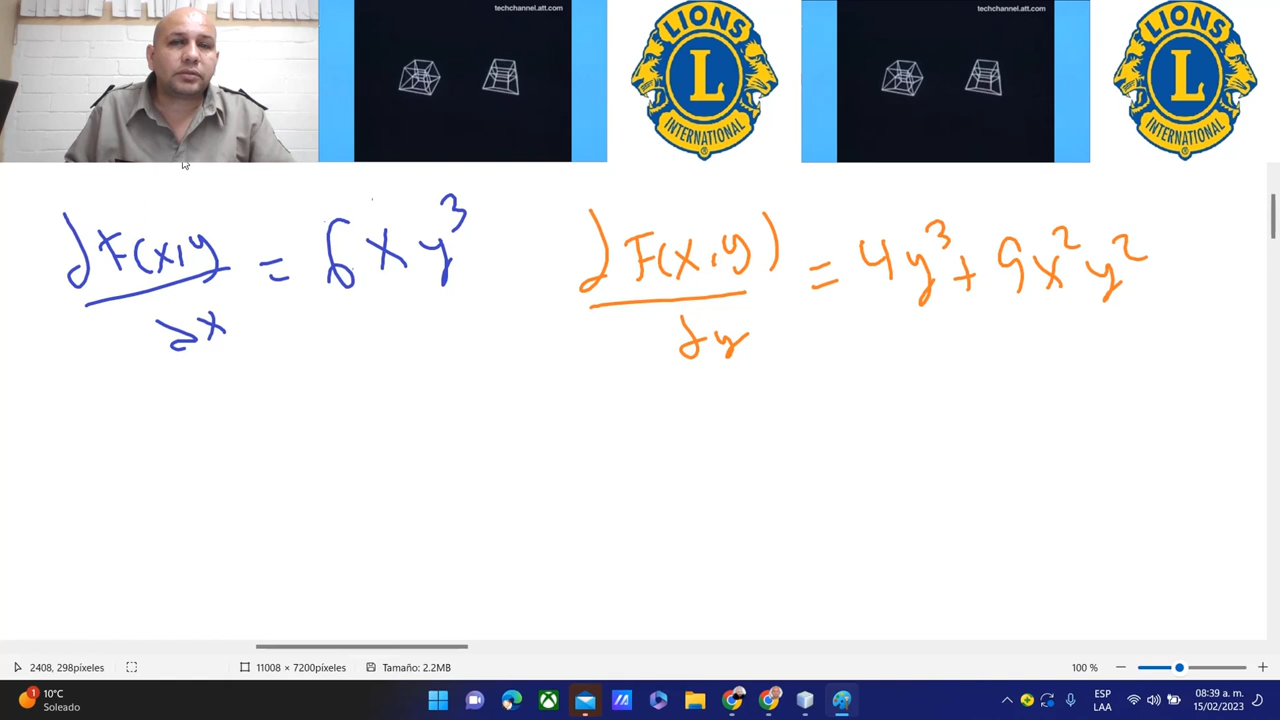 techchannel.att.com
LIONS
L
INTERNATIONAL
techchannel.att.com
LIONS
L
INTERNATIONAL
∂F(x,y = 6xy³
∂x
∂F(x,y) = 4y³ + 9x²y²
∂y
2408, 298píxeles
11008 × 7200píxeles
Tamaño: 2.2MB
100 %
1
10°C
Soleado
ESP
LAA
08:39 a. m.
15/02/2023